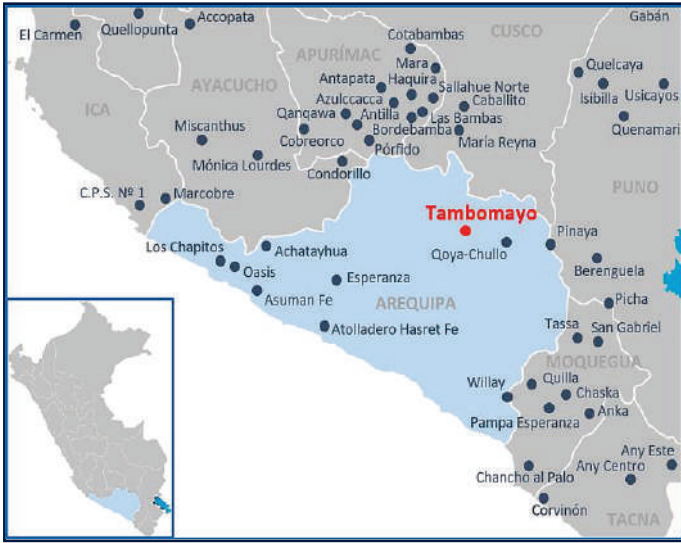 El Carmen
Quellopunta
Accopata
Cotabambas
CUSCO
Gabán
APURÍMAC
Mara
Haquira
Antapata
AYACUCHO
Sallahue Norte
Quelcaya
Isibilla
Usicayos
ICA
Azulccacca
Caballito
Qanqawa
Antilla
Las Bambas
Quenamari
Miscanthus
Cobreorco
Bordebamba
María Reyna
Pórfido
Mónica Lourdes
Condorillo
C.P.S. Nº 1
Marcobre
PUNO
Tambomayo
Los Chapitos
Achatayhua
Qoya-Chullo
Pinaya
Oasis
Esperanza
Berenguela
Asuman Fe
AREQUIPA
Picha
Atolladero Hasret Fe
Tassa
San Gabriel
MOQUEGUA
Willay
Quilla
Chaska
Pampa Esperanza
Anka
Chancho al Palo
Any Centro
Any Este
Corvinón
TACNA